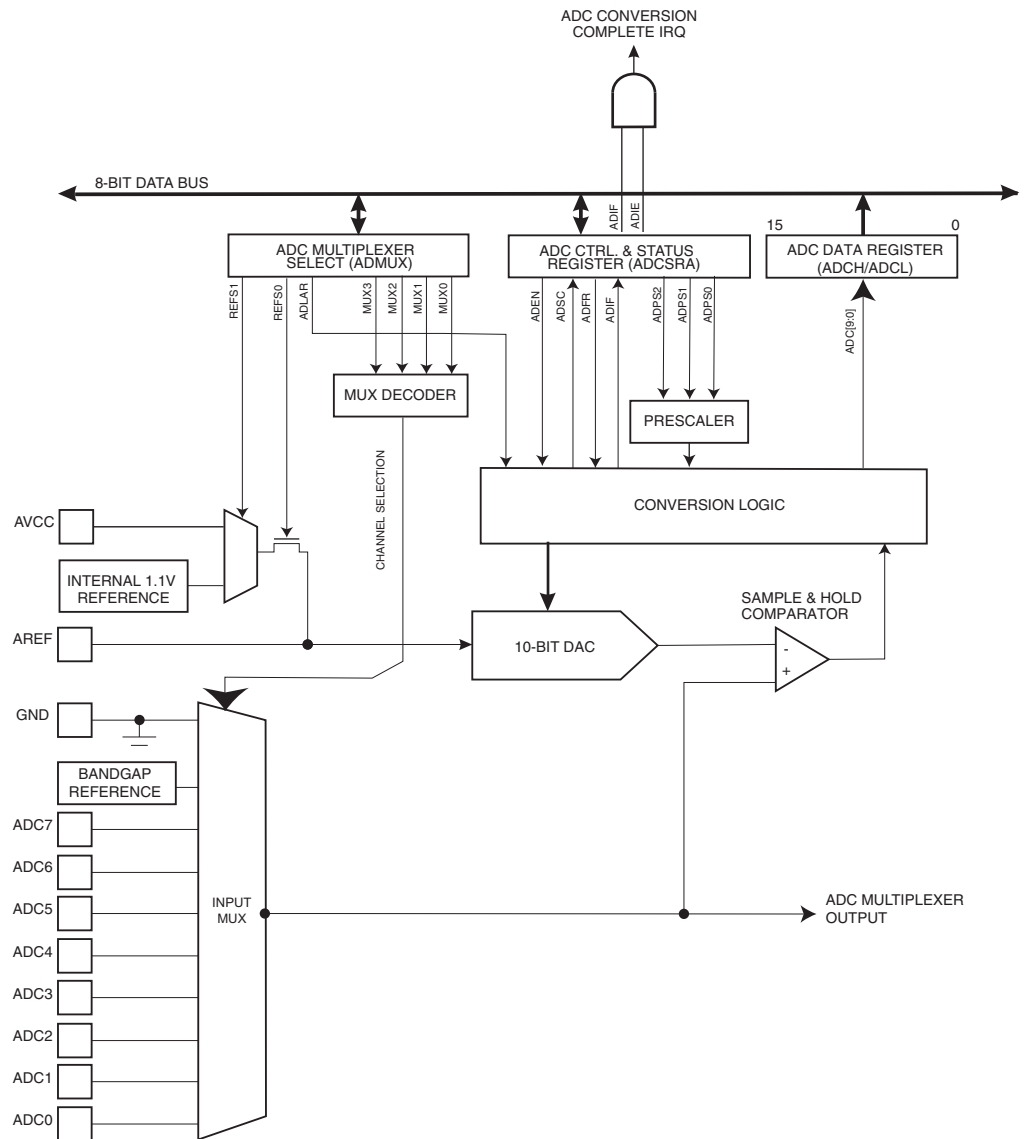 ADC CONVERSION
COMPLETE IRQ
8-BIT DATA BUS
ADIF
ADIE
15
0
ADC MULTIPLEXER
SELECT (ADMUX)
ADC CTRL. & STATUS
REGISTER (ADCSRA)
ADC DATA REGISTER
(ADCH/ADCL)
REFS1
REFS0
ADLAR
MUX3
MUX2
MUX1
MUX0
ADEN
ADSC
ADFR
ADIF
ADPS2
ADPS1
ADPS0
ADC[9:0]
MUX DECODER
PRESCALER
CHANNEL SELECTION
CONVERSION LOGIC
AVCC
INTERNAL 1.1V
REFERENCE
SAMPLE & HOLD
COMPARATOR
AREF
10-BIT DAC
-
+
GND
BANDGAP
REFERENCE
ADC7
ADC6
ADC5
INPUT
MUX
ADC MULTIPLEXER
OUTPUT
ADC4
ADC3
ADC2
ADC1
ADC0